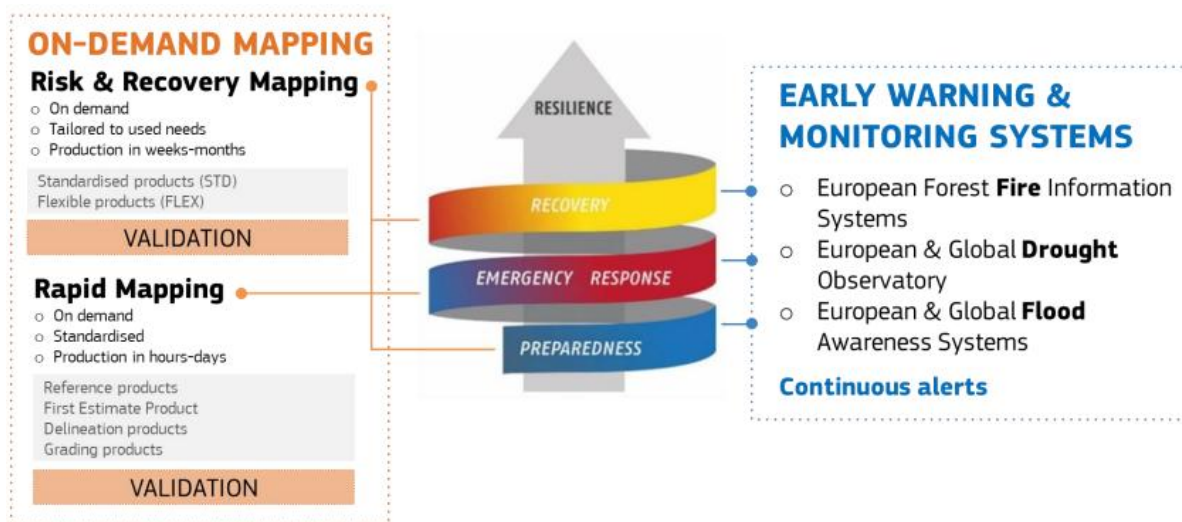 ON-DEMAND MAPPING
Risk & Recovery Mapping
o On demand
o Tailored to used needs
o Production in weeks-months
Standardised products (STD)
Flexible products (FLEX)
VALIDATION
Rapid Mapping
o On demand
o Standardised
o Production in hours-days
Reference products
First Estimate Product
Delineation products
Grading products
VALIDATION
RESILIENCE
RECOVERY
EMERGENCY RESPONSE
PREPAREDNESS
EARLY WARNING &
MONITORING SYSTEMS
o European Forest Fire Information
Systems
o European & Global Drought
Observatory
o European & Global Flood
Awareness Systems
Continuous alerts